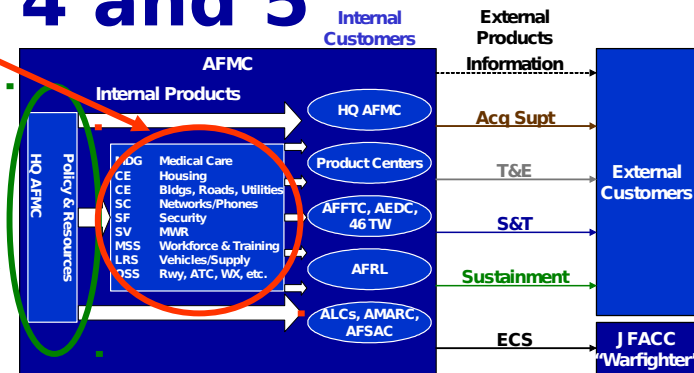 4 and 5
Internal
Customers
External
Products
AFMC
Information
Internal Products
HQ AFMC
Policy & Resources
MDG Medical Care
CE Housing
CE Bldgs, Roads, Utilities
SC Networks/Phones
SF Security
SV MWR
MSS Workforce & Training
LRS Vehicles/Supply
OSS Rwy, ATC, WX, etc.
HQ AFMC
Product Centers
AFFTC, AEDC,
46 TW
AFRL
ALCs, AMARC,
AFSAC
Acq Supt
T&E
S&T
Sustainment
ECS
External
Customers
JFACC
"Warfighter"